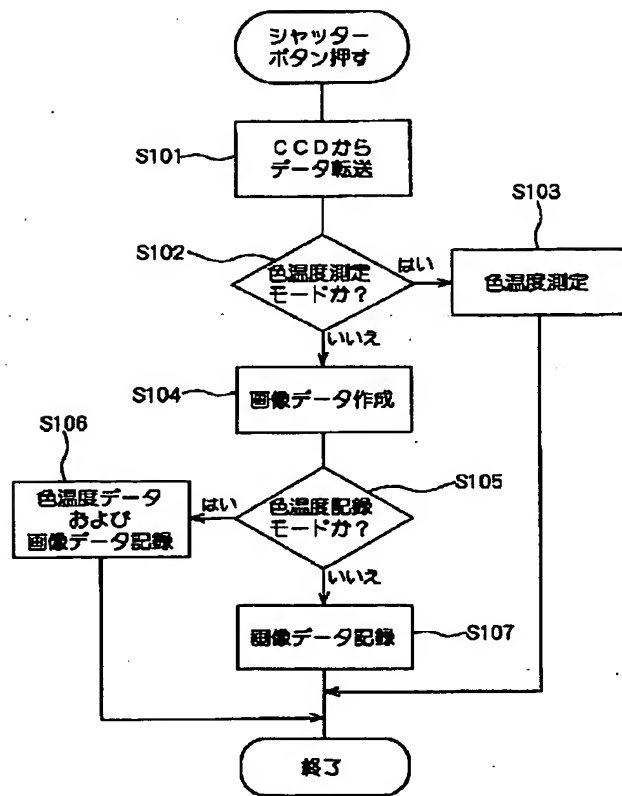 シャッター
ボタン押す
S101
CCDから
データ転送
S102
色温度測定
モードか?
はい
S103
色温度測定
いいえ
S104
画像データ作成
S105
色温度記録
モードか?
はい
S106
色温度データ
および
画像データ記録
いいえ
S107
画像データ記録
終了